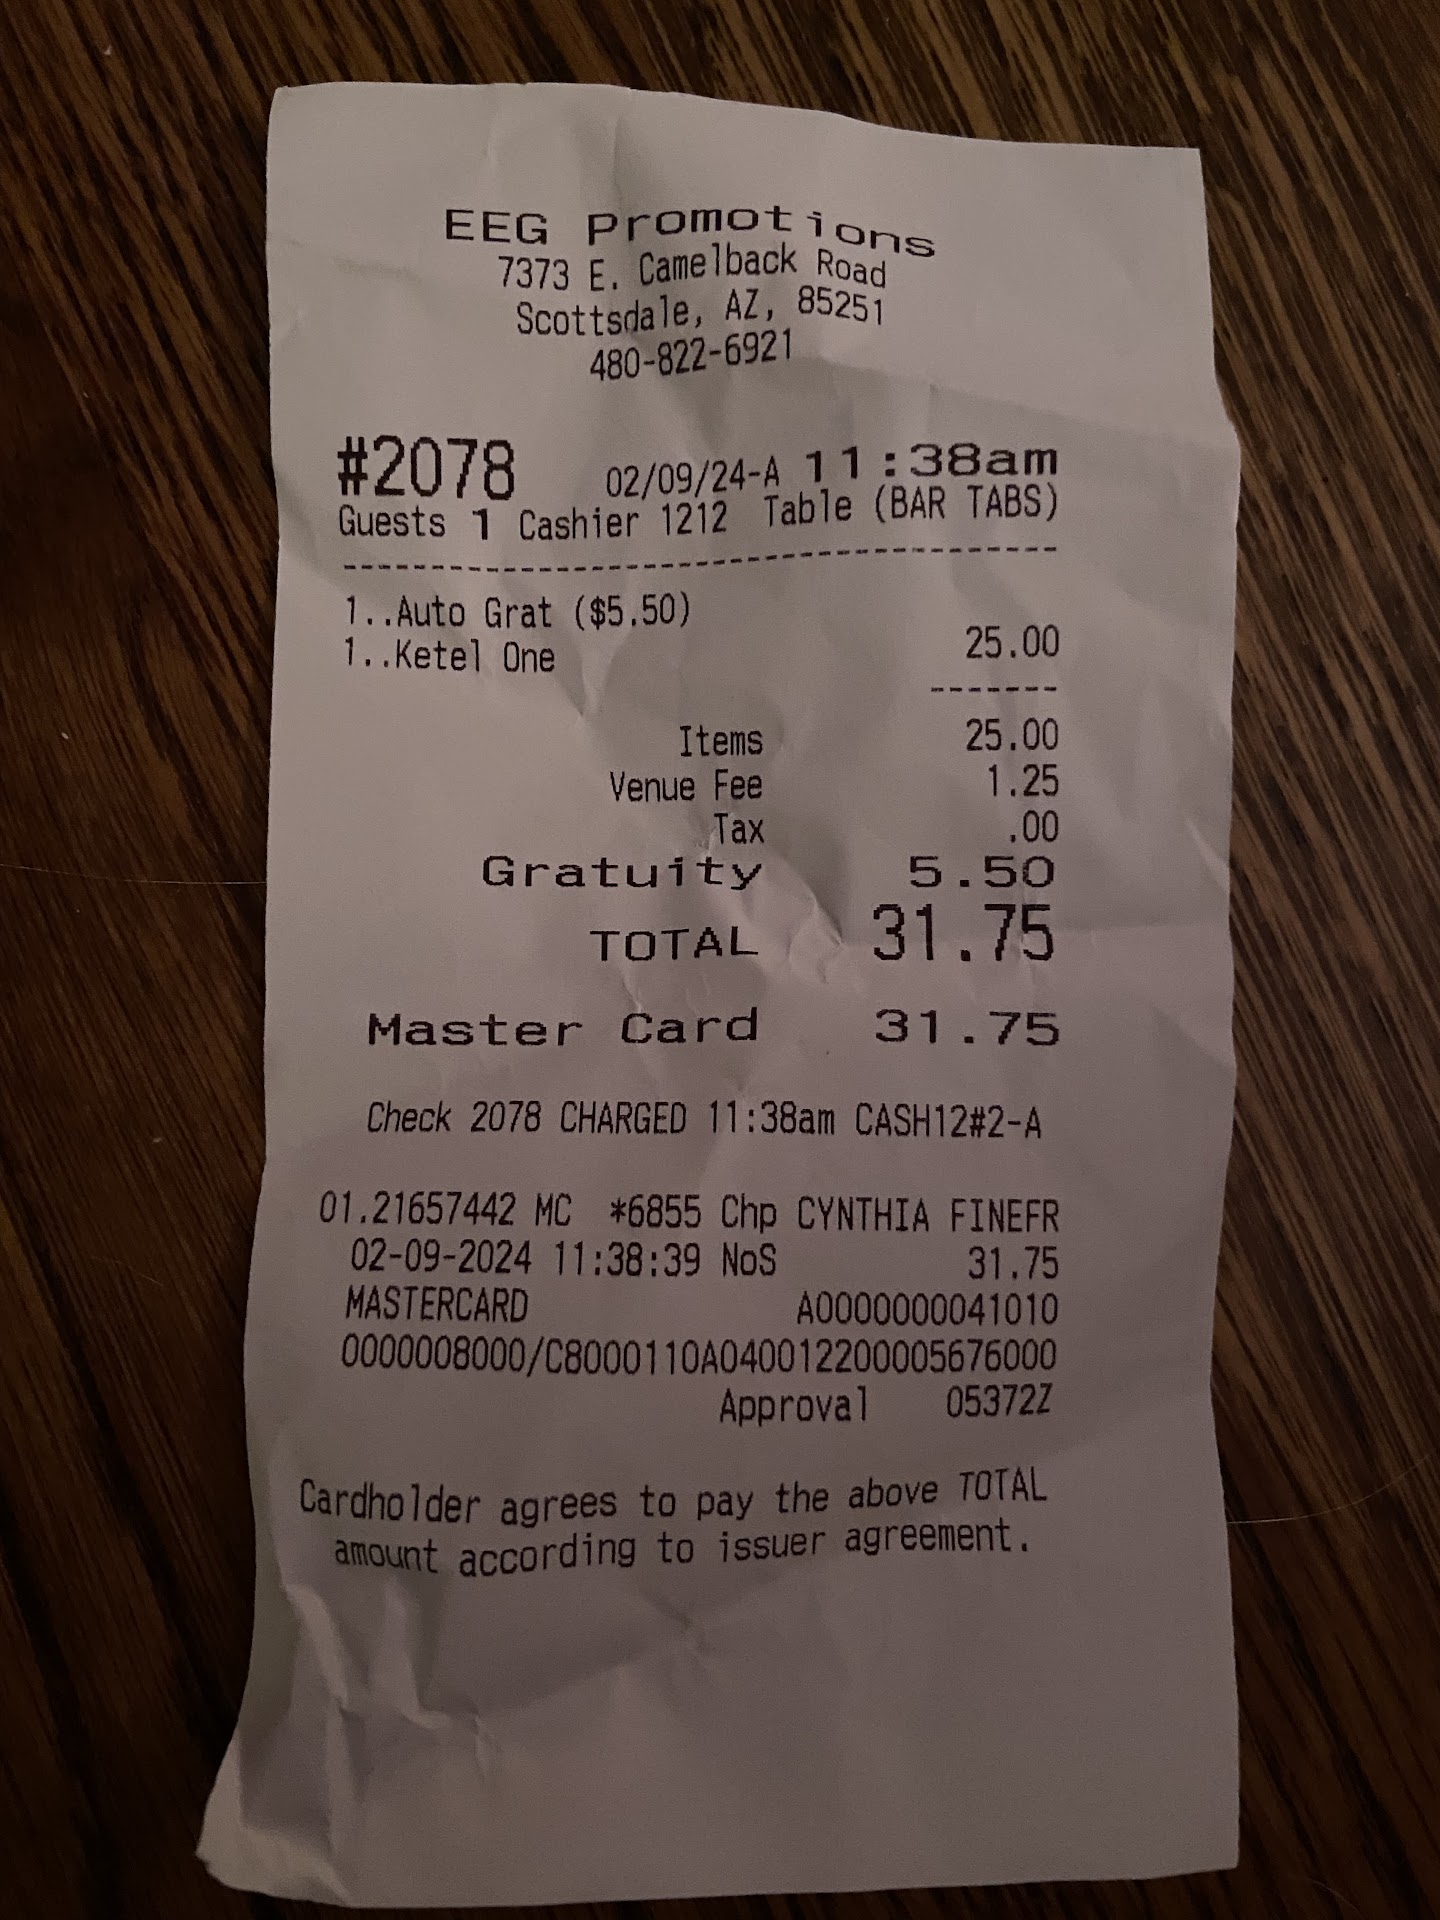 EEG Promotions
7373 E. Camelback Road
Scottsdale, AZ, 85251
480-822-6921
#2078 02/09/24-A 11:38am
Guests 1 Cashier 1212 Table (BAR TABS)
---------------------------------------
1..Auto Grat ($5.50)
1..Ketel One 25.00
-------
Items 25.00
Venue Fee 1.25
Tax .00
Gratuity 5.50
TOTAL 31.75
Master Card 31.75
Check 2078 CHARGED 11:38am CASH12#2-A
01.21657442 MC *6855 Chp CYNTHIA FINEFR
02-09-2024 11:38:39 NoS 31.75
MASTERCARD A0000000041010
0000008000/C8000110A040012200005676000
Approval 05372Z
Cardholder agrees to pay the above TOTAL
amount according to issuer agreement.